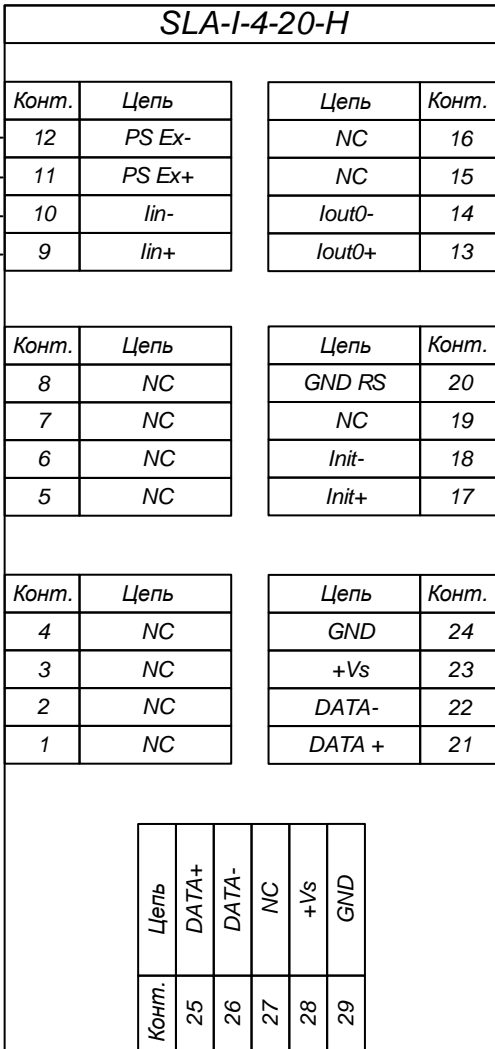 SLA-I-4-20-H
Конт. Цепь Цепь Конт.
12 PS Ex- NC 16
11 PS Ex+ NC 15
10 Iin- Iout0- 14
9 Iin+ Iout0+ 13
Конт. Цепь Цепь Конт.
8 NC GND RS 20
7 NC NC 19
6 NC Init- 18
5 NC Init+ 17
Конт. Цепь Цепь Конт.
4 NC GND 24
3 NC +Vs 23
2 NC DATA- 22
1 NC DATA + 21
Конт. Цепь
25 DATA+
26 DATA-
27 NC
28 +Vs
29 GND